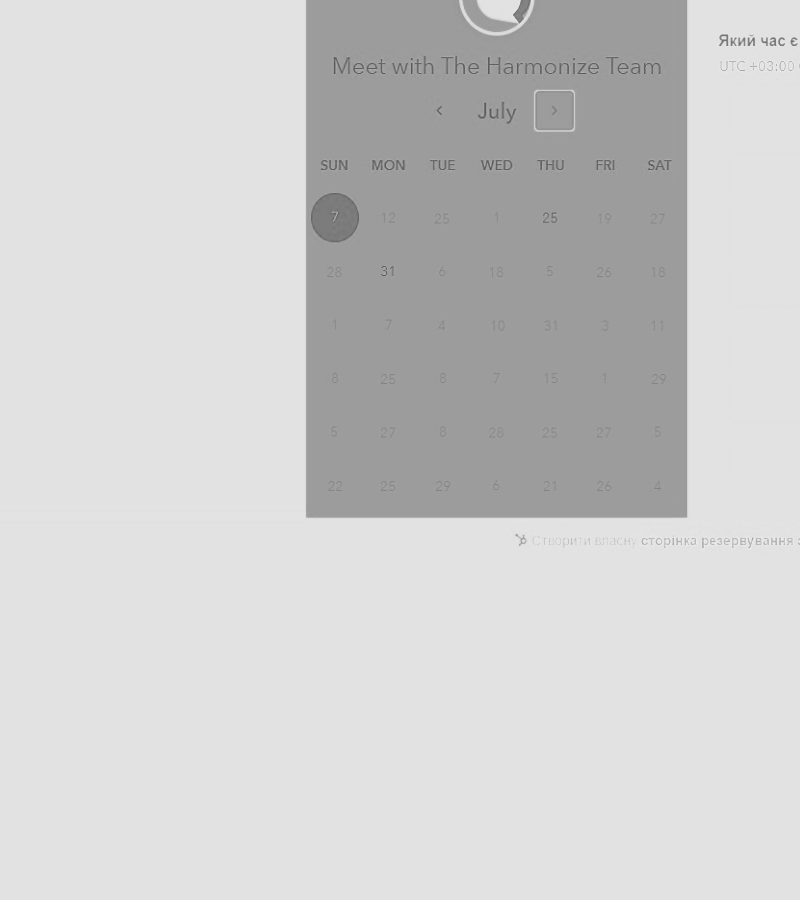 Який час є
UTC +03:00
Meet with The Harmonize Team
July
SUN MON TUE WED THU FRI SAT
7 12 25 1 25 19 27
28 31 6 18 5 26 18
1 7 4 10 31 3 11
8 25 8 7 15 1 29
5 27 8 28 25 27 5
22 25 29 6 21 26 4
Створити власну сторінка резервування з